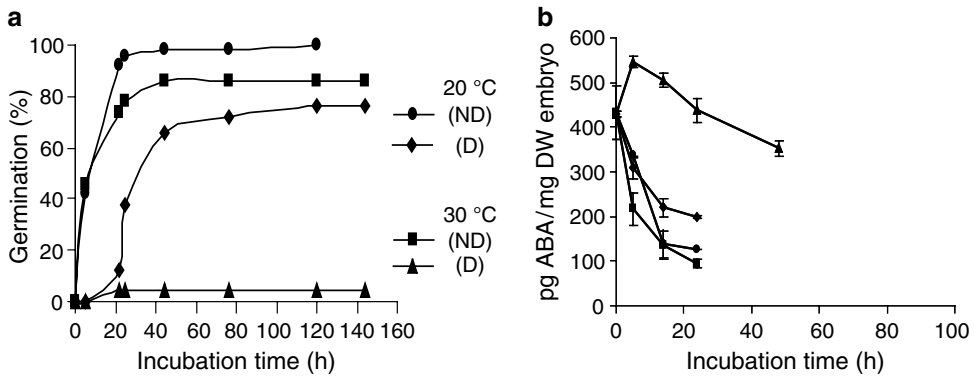 a
Germination (%)
100
80
60
40
20
0
0 20 40 60 80 100 120 140 160
Incubation time (h)
20 °C
(ND)
(D)
30 °C
(ND)
(D)
b
pg ABA/mg DW embryo
600
500
400
300
200
100
0
0 20 40 60 80 100
Incubation time (h)